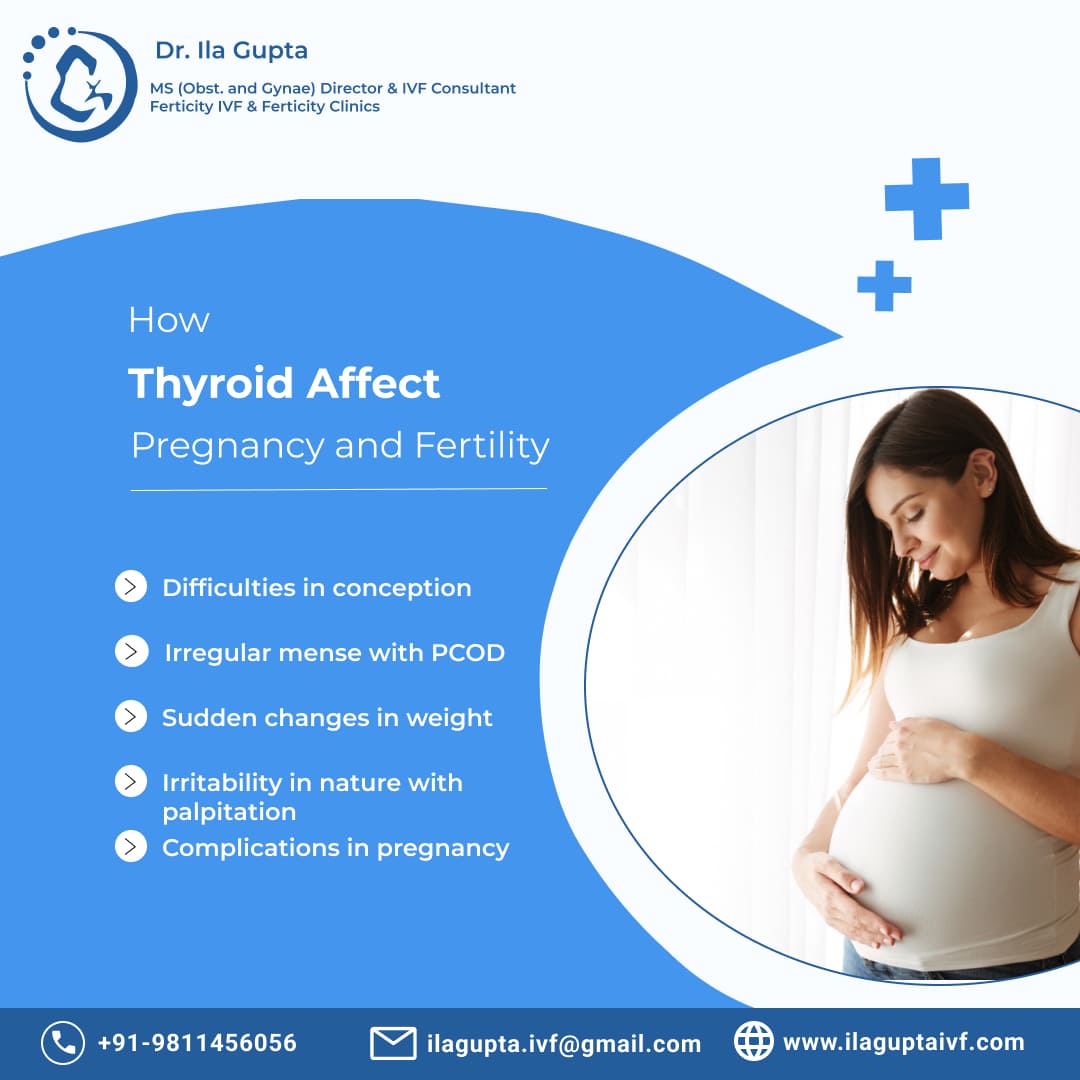 Dr. Ila Gupta
MS (Obst. and Gynae) Director & IVF Consultant
Ferticity IVF & Ferticity Clinics
How
Thyroid Affect
Pregnancy and Fertility
Difficulties in conception
Irregular mense with PCOD
Sudden changes in weight
Irritability in nature with
palpitation
Complications in pregnancy
+91-9811456056
ilagupta.ivf@gmail.com
www.ilaguptaivf.com